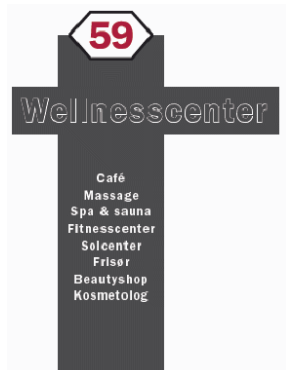 59
Wellnesscenter
Café
Massage
Spa & sauna
Fitnesscenter
Solcenter
Frisør
Beautyshop
Kosmetolog